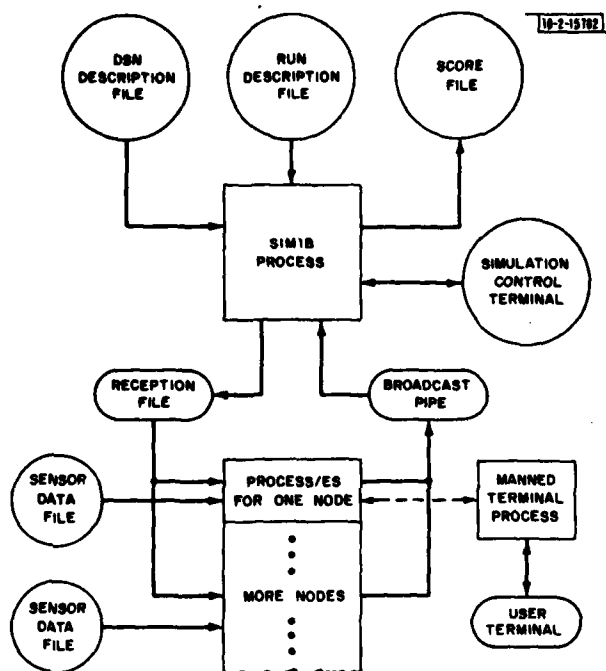 18-2-15702
DSN
DESCRIPTION
FILE
RUN
DESCRIPTION
FILE
SCORE
FILE
SIM1B
PROCESS
SIMULATION
CONTROL
TERMINAL
RECEPTION
FILE
BROADCAST
PIPE
SENSOR
DATA
FILE
PROCESS/ES
FOR ONE NODE
MANNED
TERMINAL
PROCESS
MORE NODES
SENSOR
DATA
FILE
USER
TERMINAL